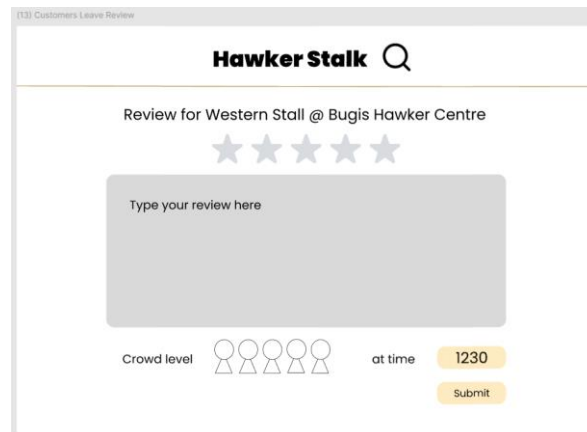 (13) Customers Leave Review
Hawker Stalk
Review for Western Stall @ Bugis Hawker Centre
Type your review here
Crowd level at time 1230
Submit